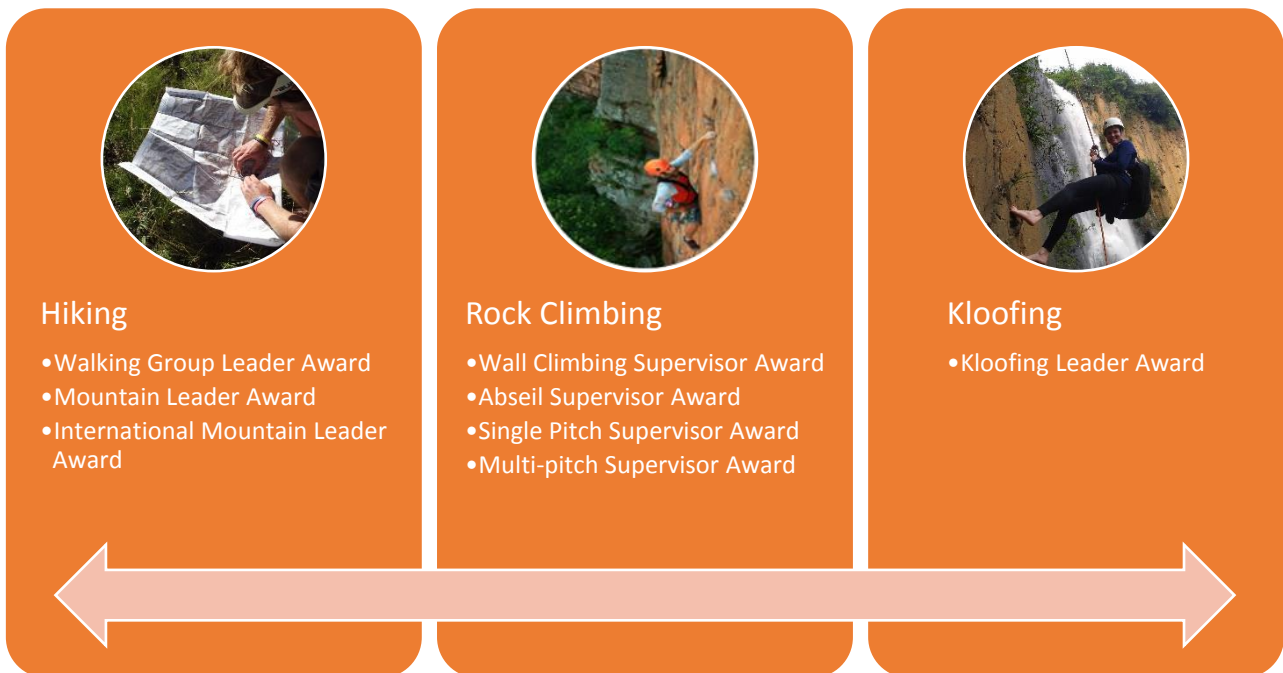 Hiking
•Walking Group Leader Award
•Mountain Leader Award
•International Mountain Leader
Award
Rock Climbing
•Wall Climbing Supervisor Award
•Abseil Supervisor Award
•Single Pitch Supervisor Award
•Multi-pitch Supervisor Award
Kloofing
•Kloofing Leader Award